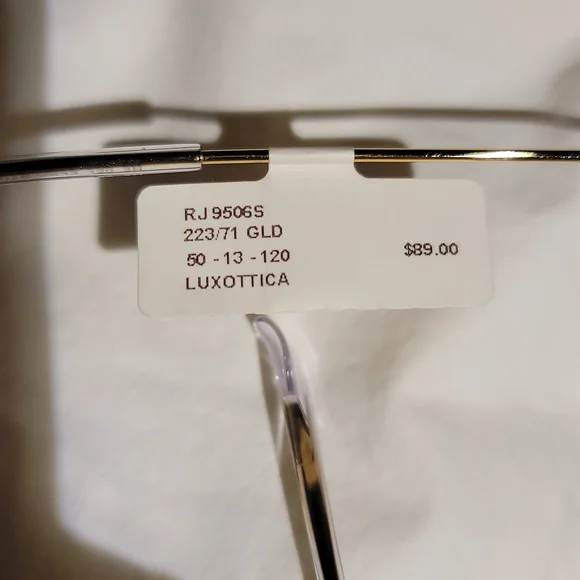 RJ 9506S
223/71 GLD
50 - 13 - 120
$89.00
LUXOTTICA